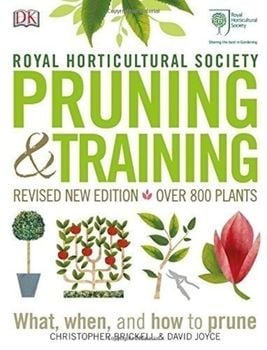 DK
Royal
Horticultural
Society
Sharing the best in Gardening
ROYAL HORTICULTURAL SOCIETY
PRUNING
& TRAINING
REVISED NEW EDITION OVER 800 PLANTS
What, when, and how to prune
CHRISTOPHER BRICKELL & DAVID JOYCE